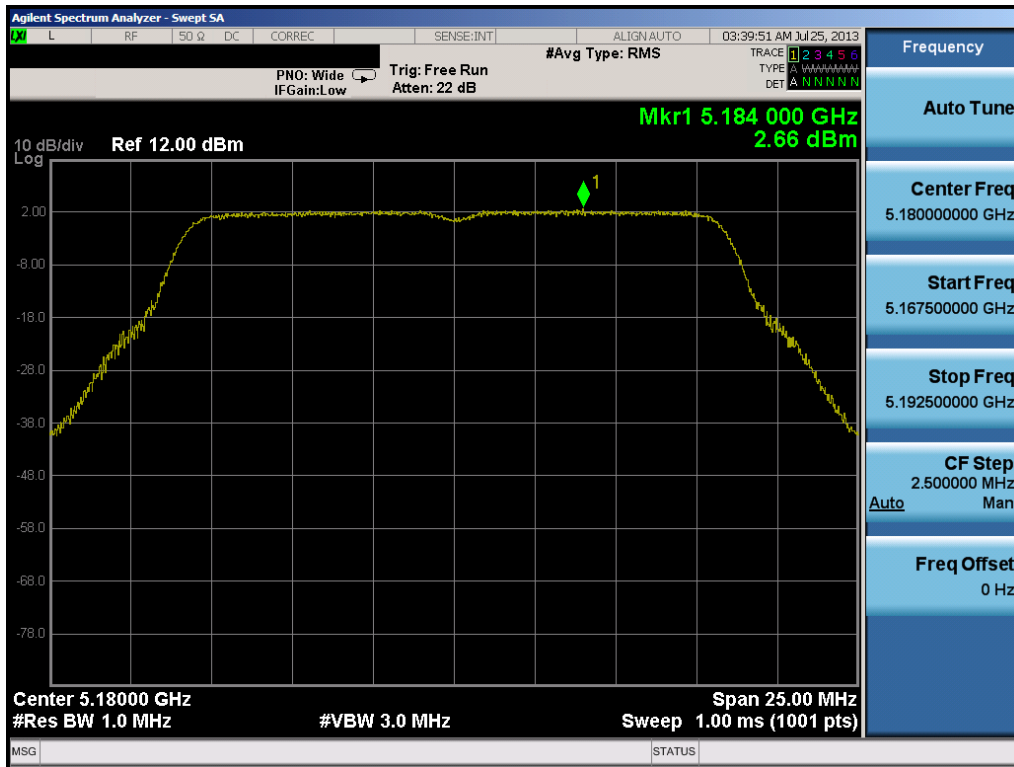 Agilent Spectrum Analyzer - Swept SA
LXI L RF 50 Ω DC CORREC SENSE:INT ALIGN AUTO 03:39:51 AM Jul 25, 2013
#Avg Type: RMS TRACE 1 2 3 4 5 6
PNO: Wide Trig: Free Run TYPE A WWWWW
IFGain:Low Atten: 22 dB DET A N N N N N
Mkr1 5.184 000 GHz
2.66 dBm
10 dB/div Ref 12.00 dBm
Log
1
2.00
-8.00
-18.0
-28.0
-38.0
-48.0
-58.0
-68.0
-78.0
Center 5.18000 GHz Span 25.00 MHz
#Res BW 1.0 MHz #VBW 3.0 MHz Sweep 1.00 ms (1001 pts)
MSG STATUS
Frequency
Auto Tune
Center Freq
5.180000000 GHz
Start Freq
5.167500000 GHz
Stop Freq
5.192500000 GHz
CF Step
2.500000 MHz
Auto Man
Freq Offset
0 Hz